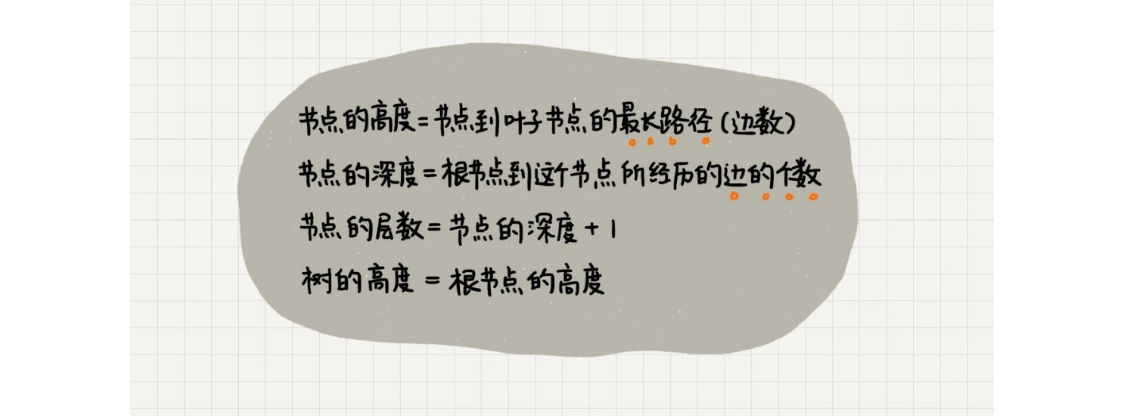 节点的高度=节点到叶子节点的最长路径(边数)
节点的深度=根节点到这个节点所经历的边的个数
节点的层数=节点的深度+1
树的高度=根节点的高度